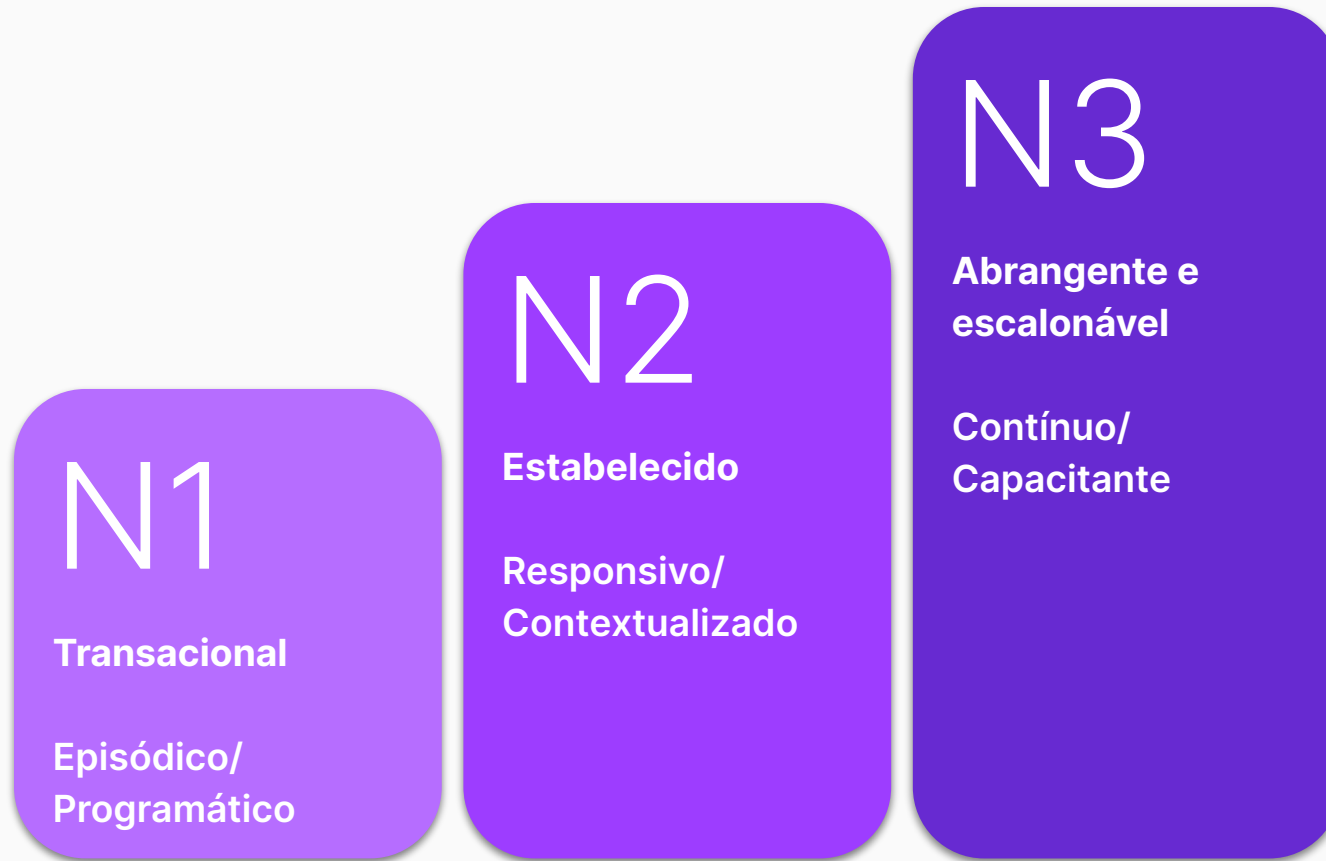 N1
Transacional
Episódico/
Programático
N2
Estabelecido
Responsivo/
Contextualizado
N3
Abrangente e
escalonável
Contínuo/
Capacitante